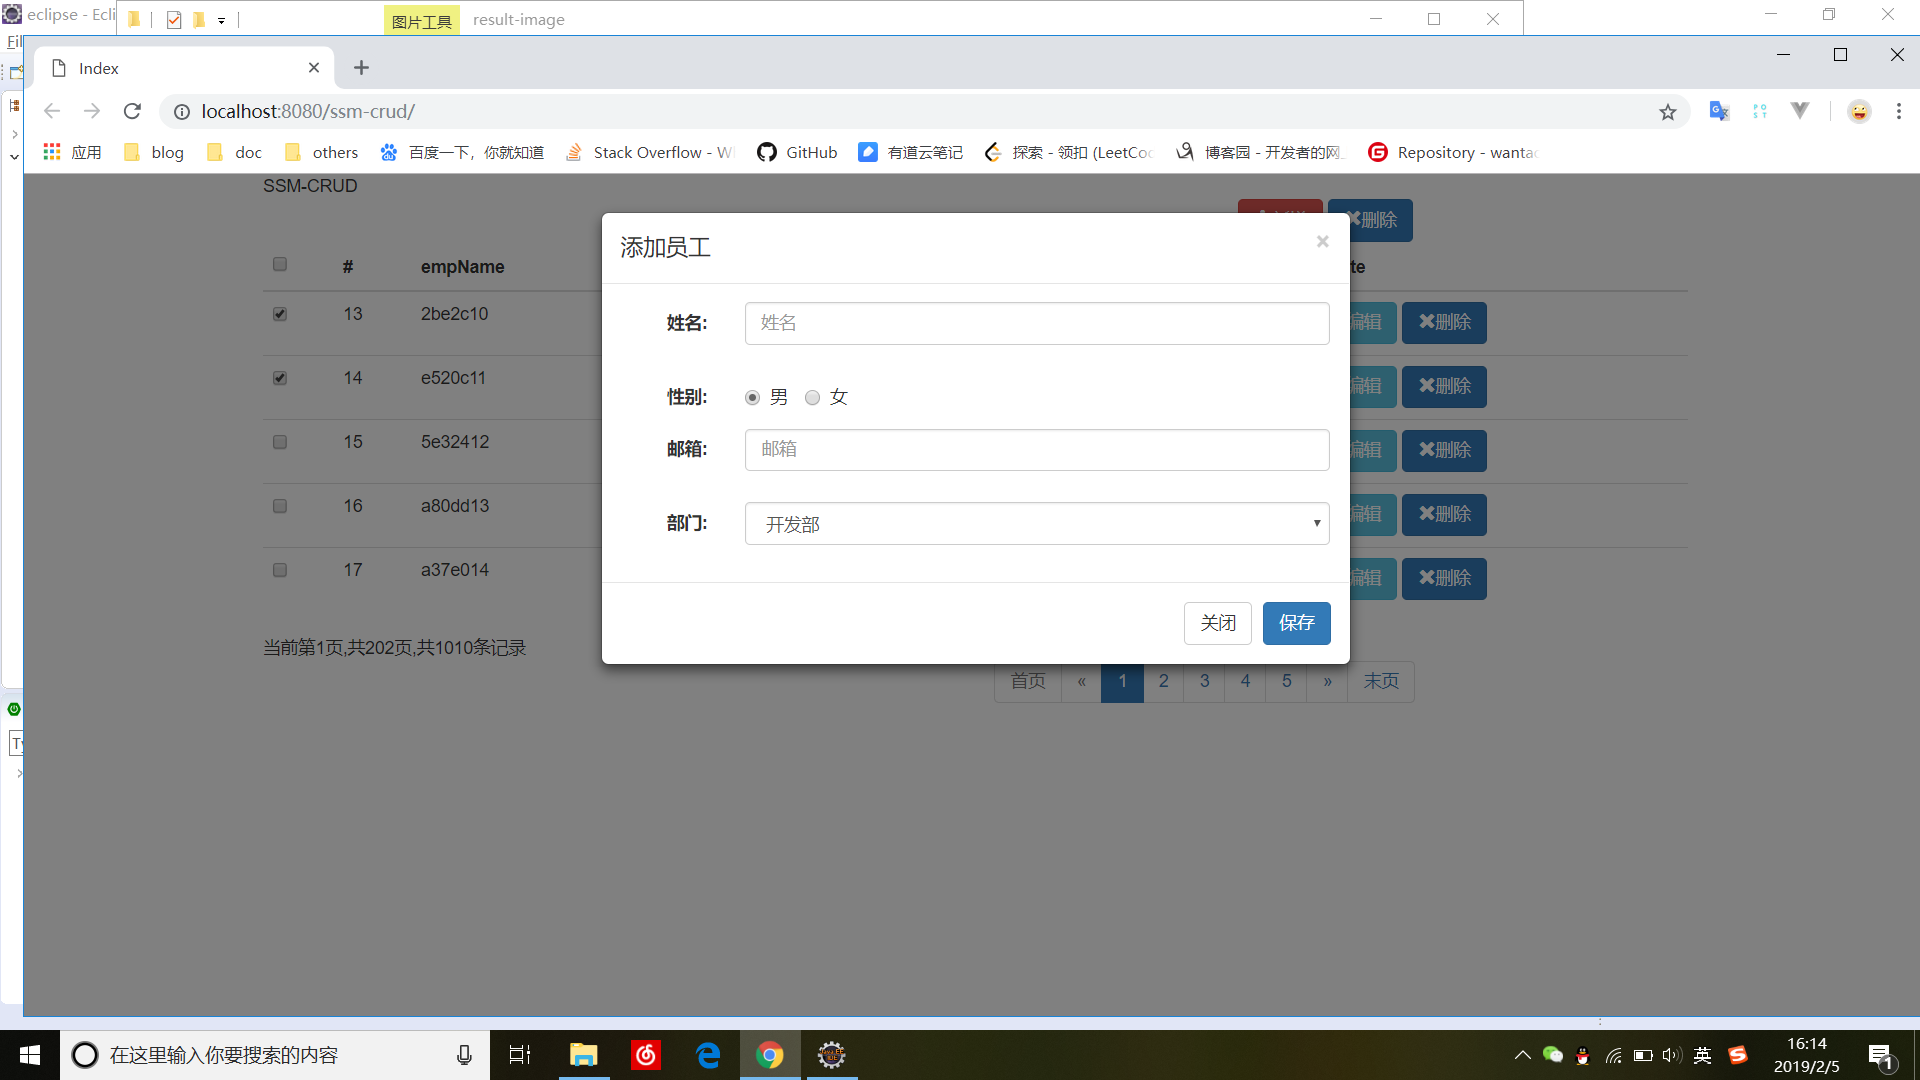 eclipse - Ecli
图片工具
result-image
Fil
Index
localhost:8080/ssm-crud/
应用
blog
doc
others
百度一下，你就知道
Stack Overflow - W
GitHub
有道云笔记
探索 - 领扣 (LeetCoc
博客园 - 开发者的网
Repository - wanta
SSM-CRUD
删除
添加员工
×
# empName te
姓名: 姓名
13 2be2c10 编辑 删除
性别: 男 女
14 e520c11 编辑 删除
邮箱: 邮箱
15 5e32412 编辑 删除
部门: 开发部
16 a80dd13 编辑 删除
17 a37e014 编辑 删除
关闭 保存
当前第1页,共202页,共1010条记录
首页 « 1 2 3 4 5 » 末页
Ty
在这里输入你要搜索的内容
英
16:14
2019/2/5
1